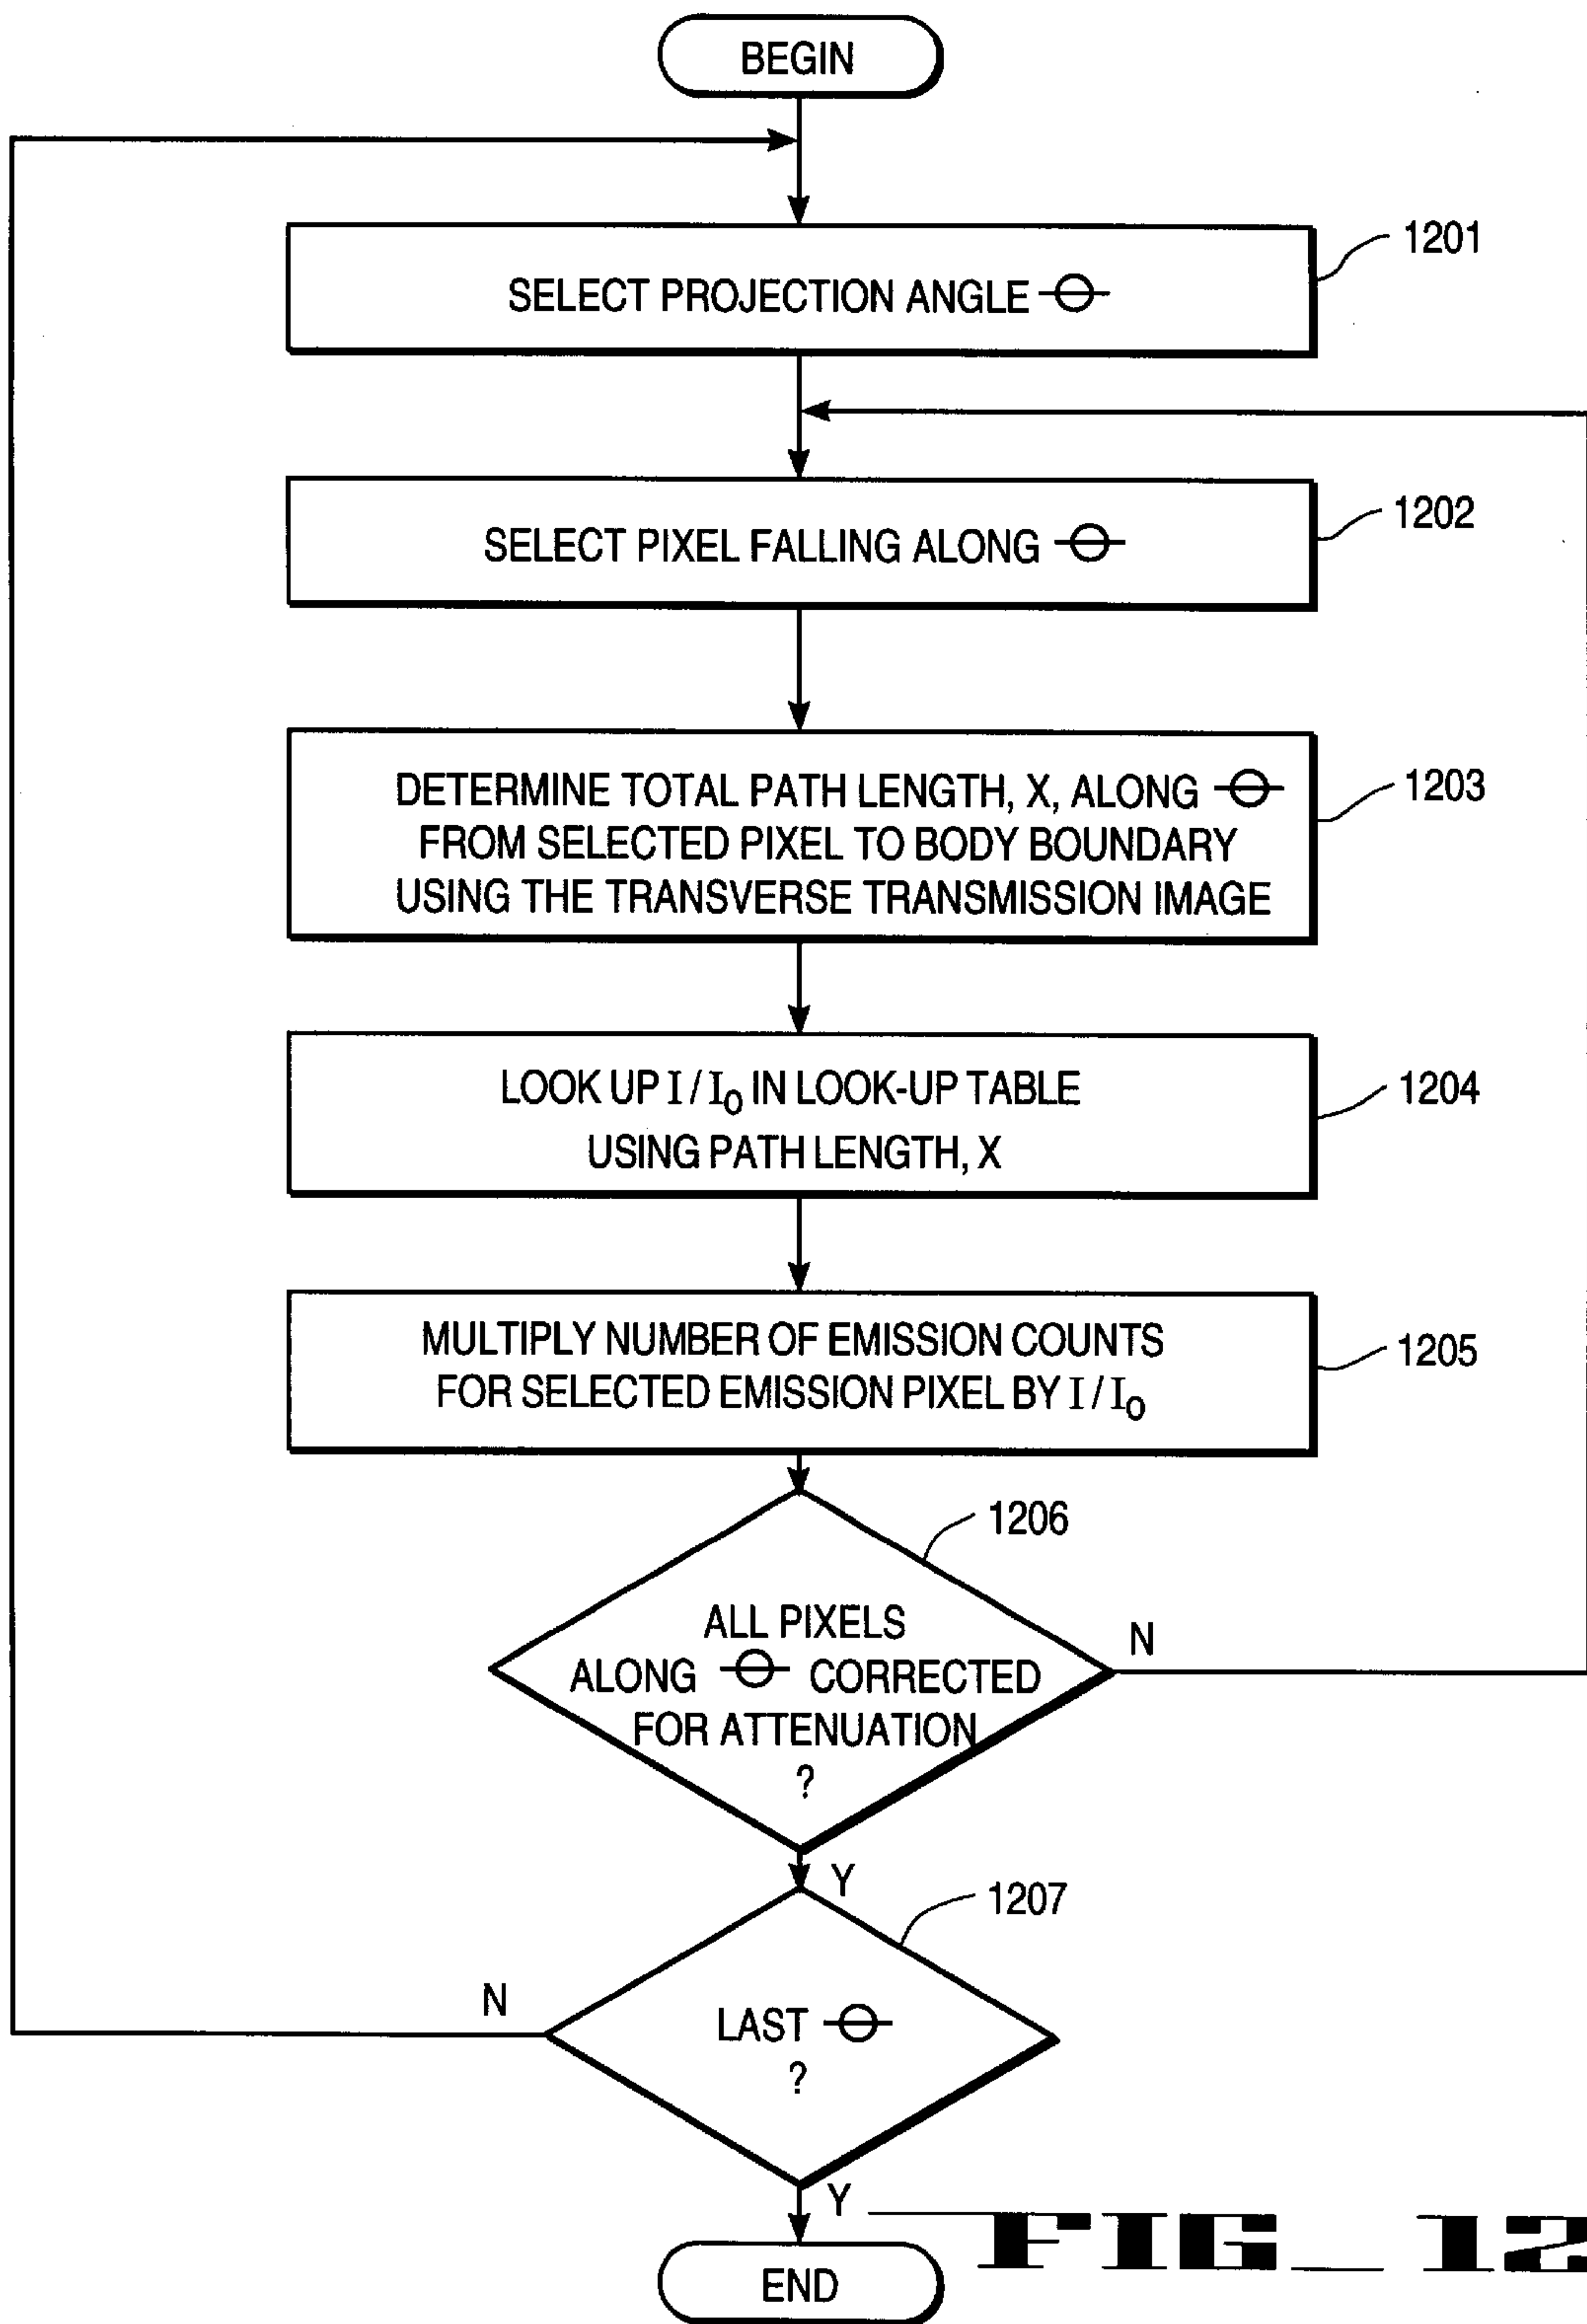 BEGIN
1201
SELECT PROJECTION ANGLE ⊖
1202
SELECT PIXEL FALLING ALONG ⊖
1203
DETERMINE TOTAL PATH LENGTH, X, ALONG ⊖
FROM SELECTED PIXEL TO BODY BOUNDARY
USING THE TRANSVERSE TRANSMISSION IMAGE
1204
LOOK UP I/I₀ IN LOOK-UP TABLE
USING PATH LENGTH, X
1205
MULTIPLY NUMBER OF EMISSION COUNTS
FOR SELECTED EMISSION PIXEL BY I/I₀
1206
ALL PIXELS
ALONG ⊖ CORRECTED
FOR ATTENUATION
?
N
Y
1207
LAST ⊖
?
N
Y
END
FIG_12